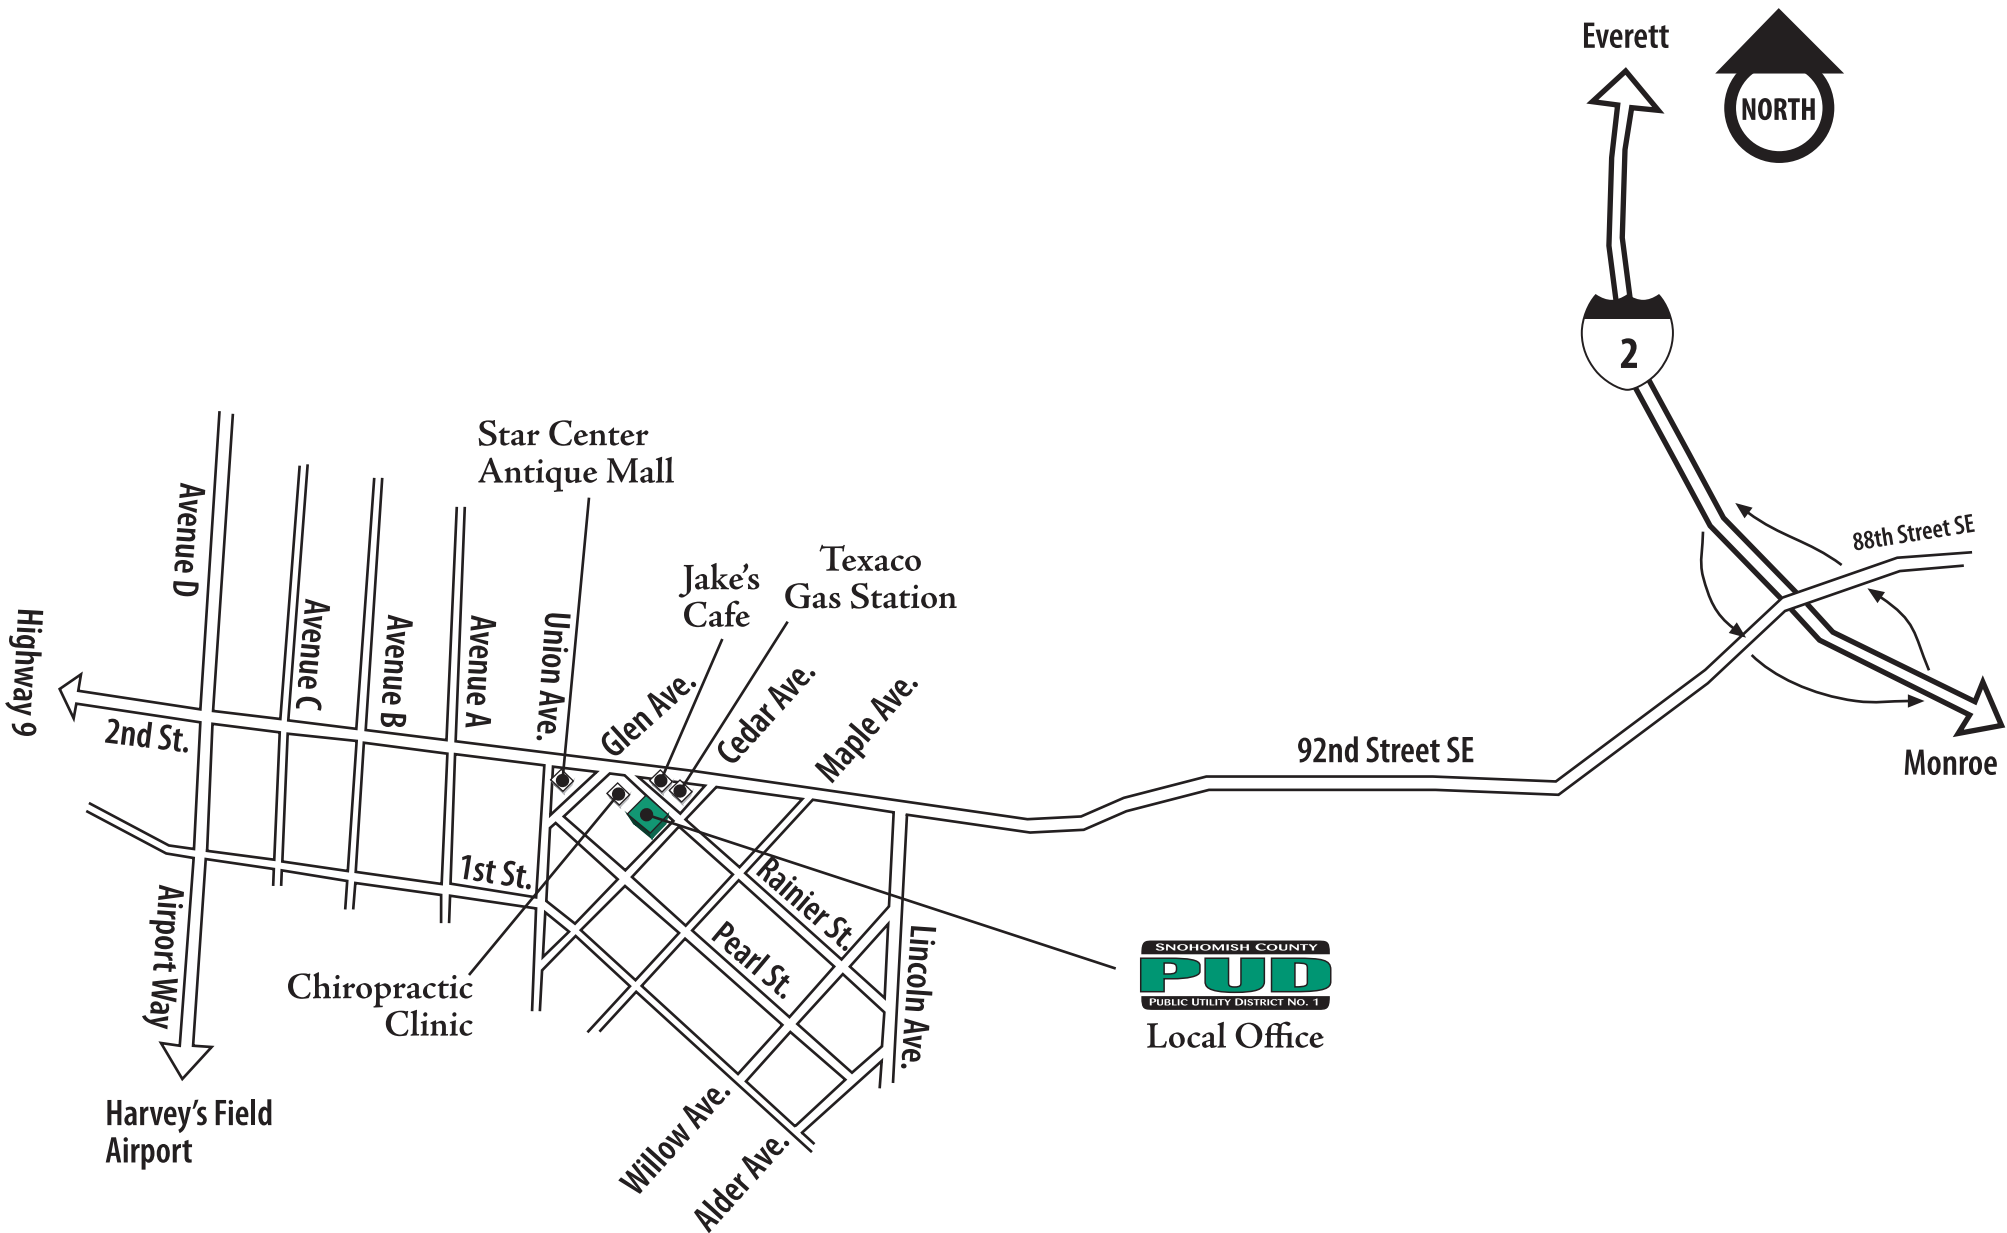 Everett
NORTH
2
88th Street SE
Monroe
92nd Street SE
Star Center
Antique Mall
Texaco
Gas Station
Jake’s
Cafe
Avenue D
Avenue C
Avenue B
Avenue A
Union Ave.
Glen Ave.
Cedar Ave.
Maple Ave.
Highway 9
2nd St.
1st St.
Airport Way
Rainier St.
Pearl St.
Lincoln Ave.
Chiropractic
Clinic
SNOHOMISH COUNTY
PUD
PUBLIC UTILITY DISTRICT NO. 1
Local Office
Harvey’s Field
Airport
Willow Ave.
Alder Ave.